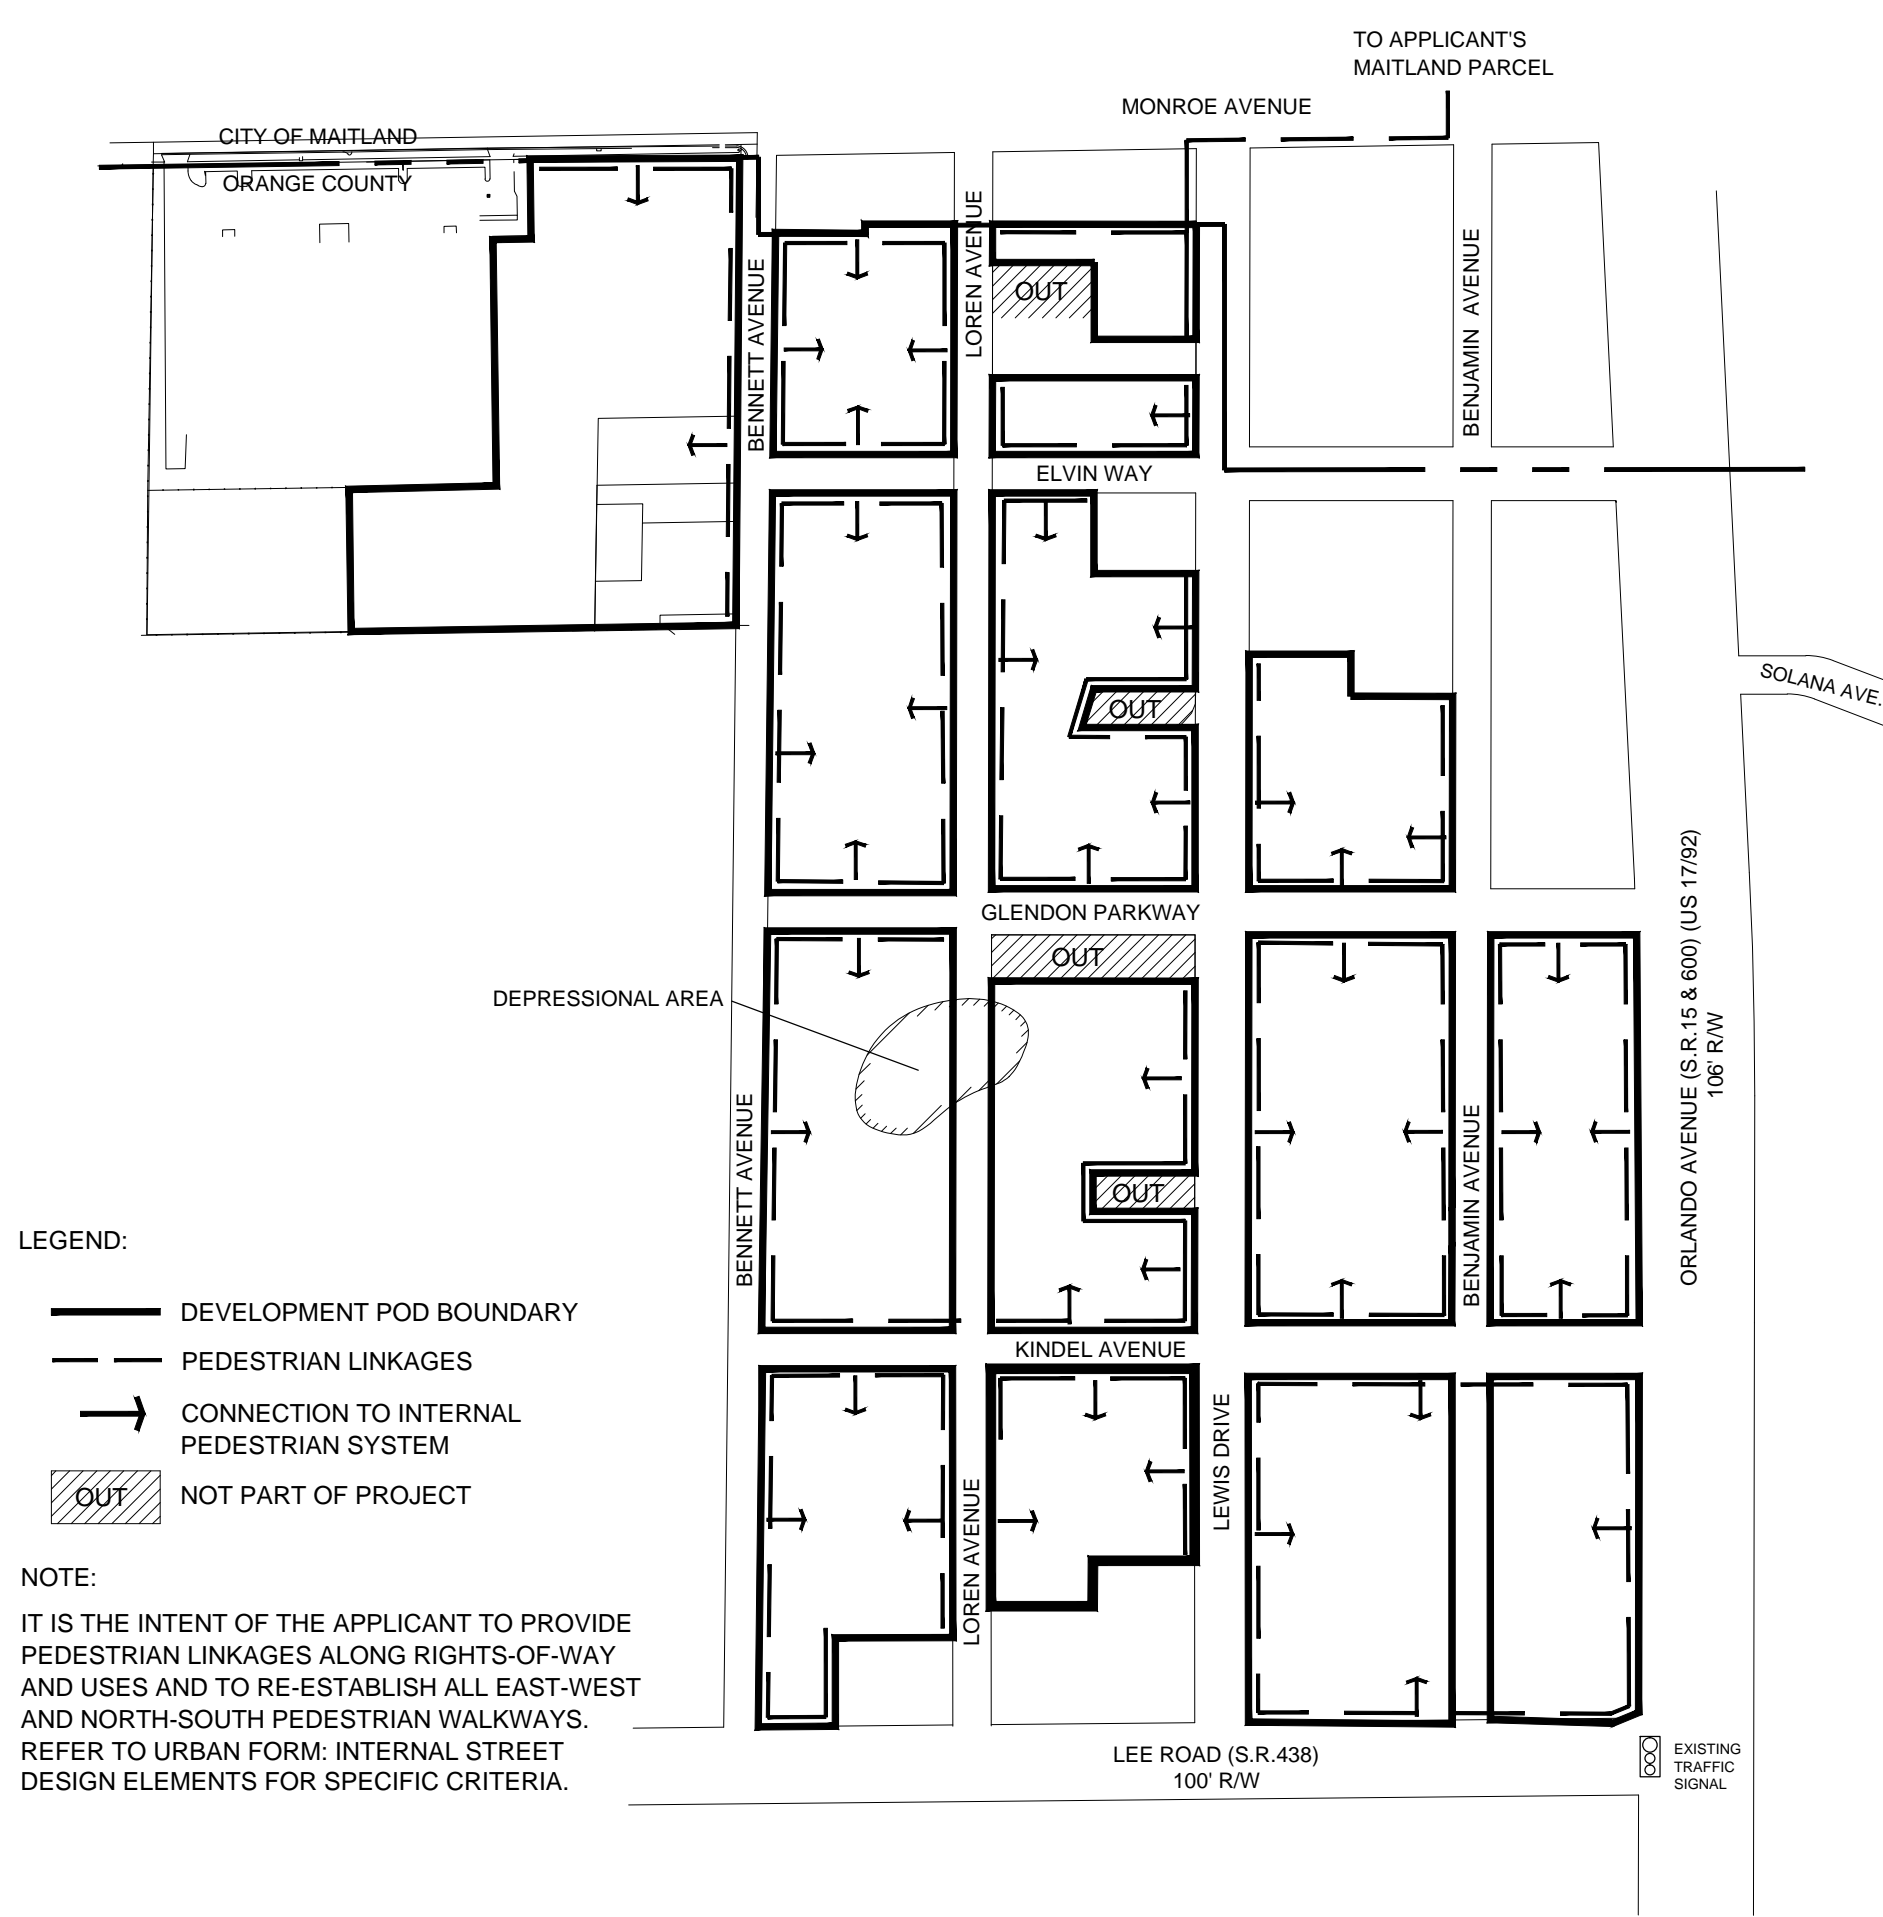 TO APPLICANT'S
MAITLAND PARCEL
MONROE AVENUE
CITY OF MAITLAND
ORANGE COUNTY
BENNETT AVENUE
LOREN AVENUE
OUT
BENJAMIN AVENUE
ELVIN WAY
SOLANA AVE.
OUT
GLENDON PARKWAY
OUT
DEPRESSIONAL AREA
ORLANDO AVENUE (S.R.15 & 600) (US 17/92)
106' R/W
BENNETT AVENUE
OUT
BENJAMIN AVENUE
KINDEL AVENUE
LEWIS DRIVE
LOREN AVENUE
LEE ROAD (S.R.438)
100' R/W
EXISTING
TRAFFIC
SIGNAL
LEGEND:
DEVELOPMENT POD BOUNDARY
PEDESTRIAN LINKAGES
CONNECTION TO INTERNAL
PEDESTRIAN SYSTEM
OUT
NOT PART OF PROJECT
NOTE:
IT IS THE INTENT OF THE APPLICANT TO PROVIDE
PEDESTRIAN LINKAGES ALONG RIGHTS-OF-WAY
AND USES AND TO RE-ESTABLISH ALL EAST-WEST
AND NORTH-SOUTH PEDESTRIAN WALKWAYS.
REFER TO URBAN FORM: INTERNAL STREET
DESIGN ELEMENTS FOR SPECIFIC CRITERIA.